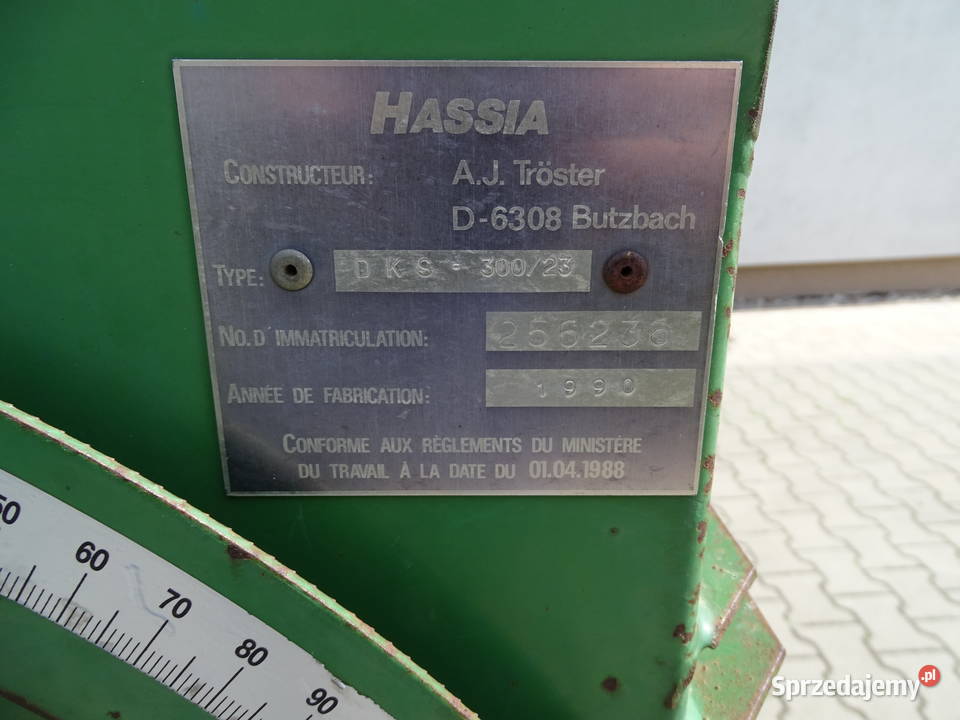 HASSIA
CONSTRUCTEUR: A.J. Tröster
D-6308 Butzbach
TYPE: DKS-300/23
NO. D'IMMATRICULATION: 256236
ANNÉE DE FABRICATION: 1990
CONFORME AUX RÈGLEMENTS DU MINISTÈRE
DU TRAVAIL À LA DATE DU 01.04.1988
50
60
70
80
90
Sprzedajemy.pl